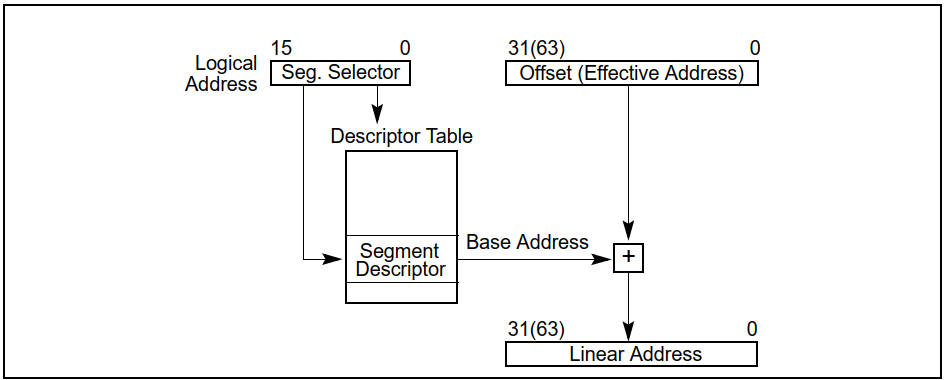 15 0 31(63) 0
Logical Address
Seg. Selector
Offset (Effective Address)
Descriptor Table
Base Address
Segment Descriptor
+
31(63) 0
Linear Address